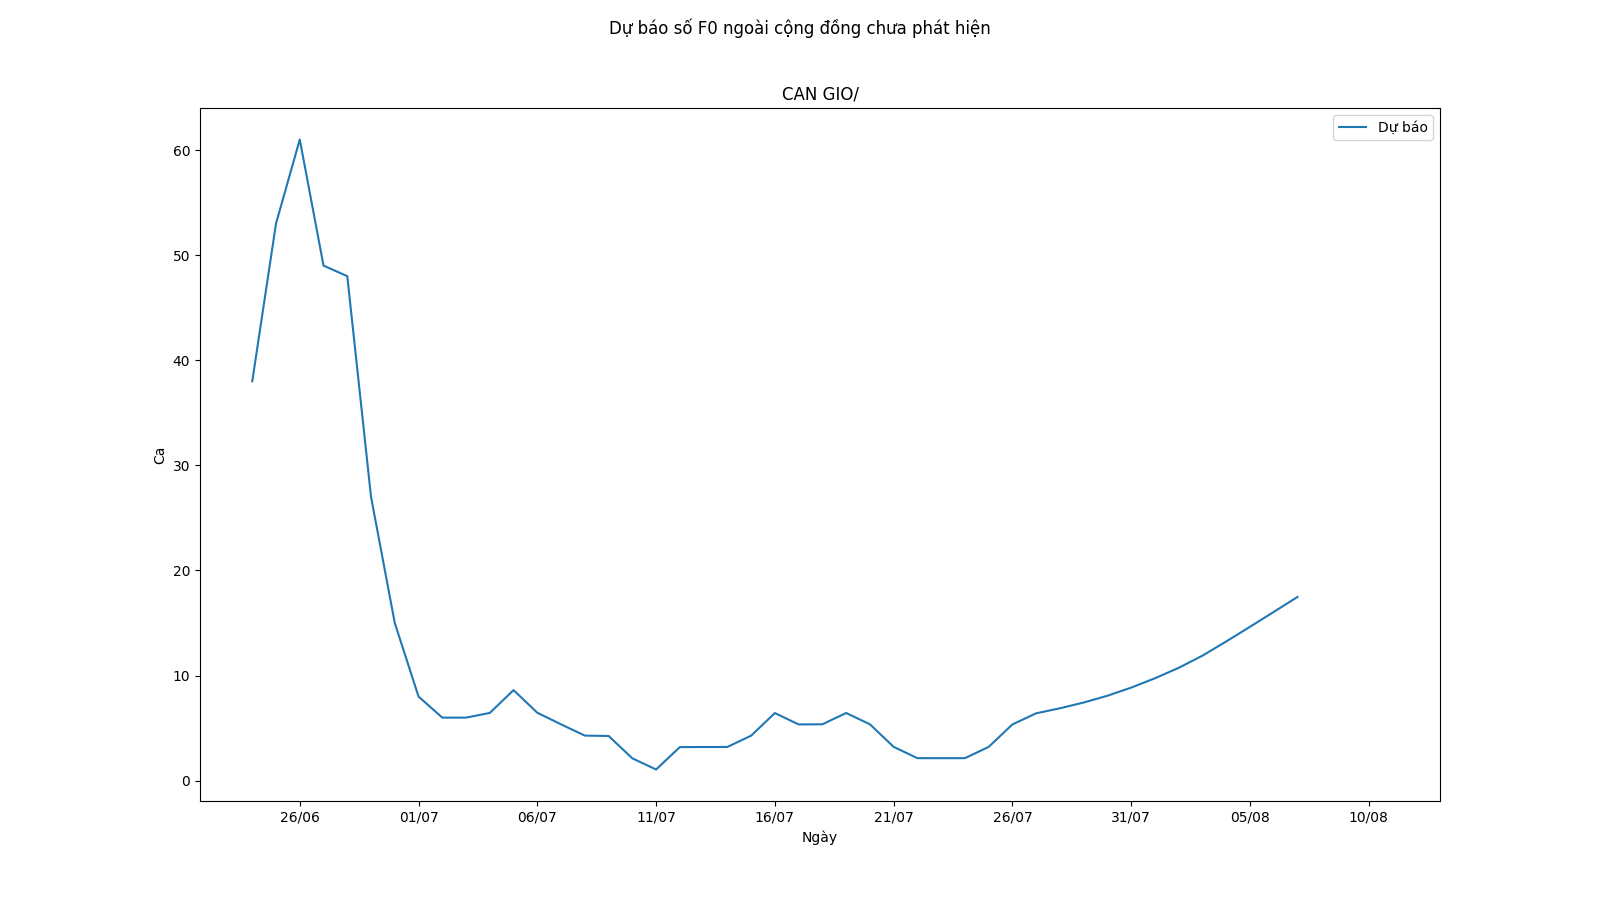 Dự báo số F0 ngoài cộng đồng chưa phát hiện
CAN GIO/
Dự báo
60
50
40
30
20
10
0
Ca
26/06 01/07 06/07 11/07 16/07 21/07 26/07 31/07 05/08 10/08
Ngày